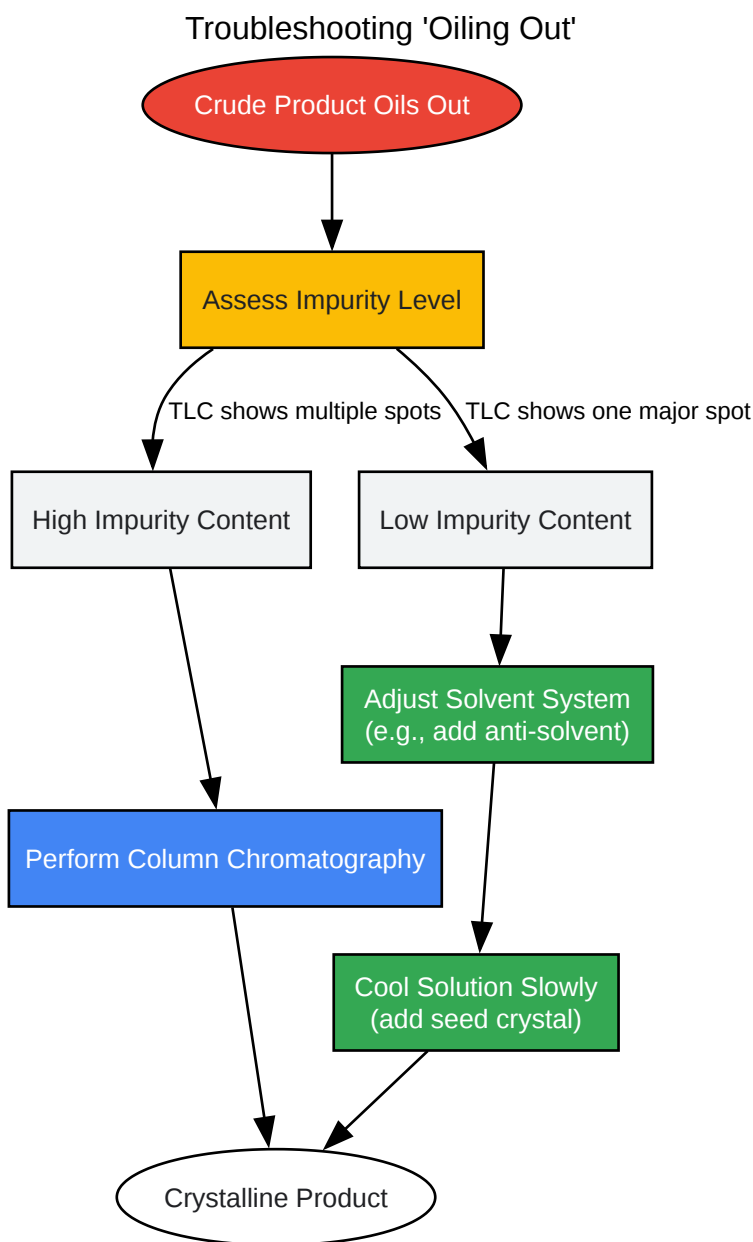 Troubleshooting 'Oiling Out'
Crude Product Oils Out
Assess Impurity Level
TLC shows multiple spots
TLC shows one major spot
High Impurity Content
Low Impurity Content
Adjust Solvent System
(e.g., add anti-solvent)
Perform Column Chromatography
Cool Solution Slowly
(add seed crystal)
Crystalline Product